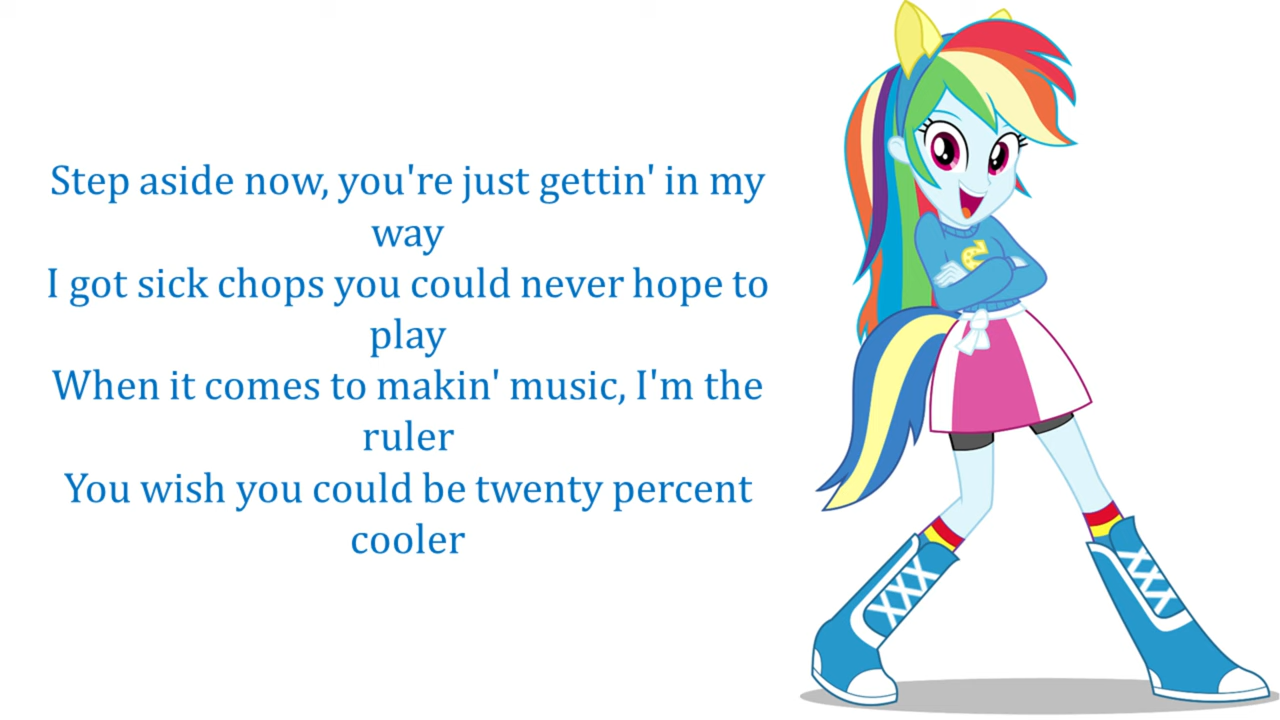 Step aside now, you're just gettin' in my
way
I got sick chops you could never hope to
play
When it comes to makin' music, I'm the
ruler
You wish you could be twenty percent
cooler